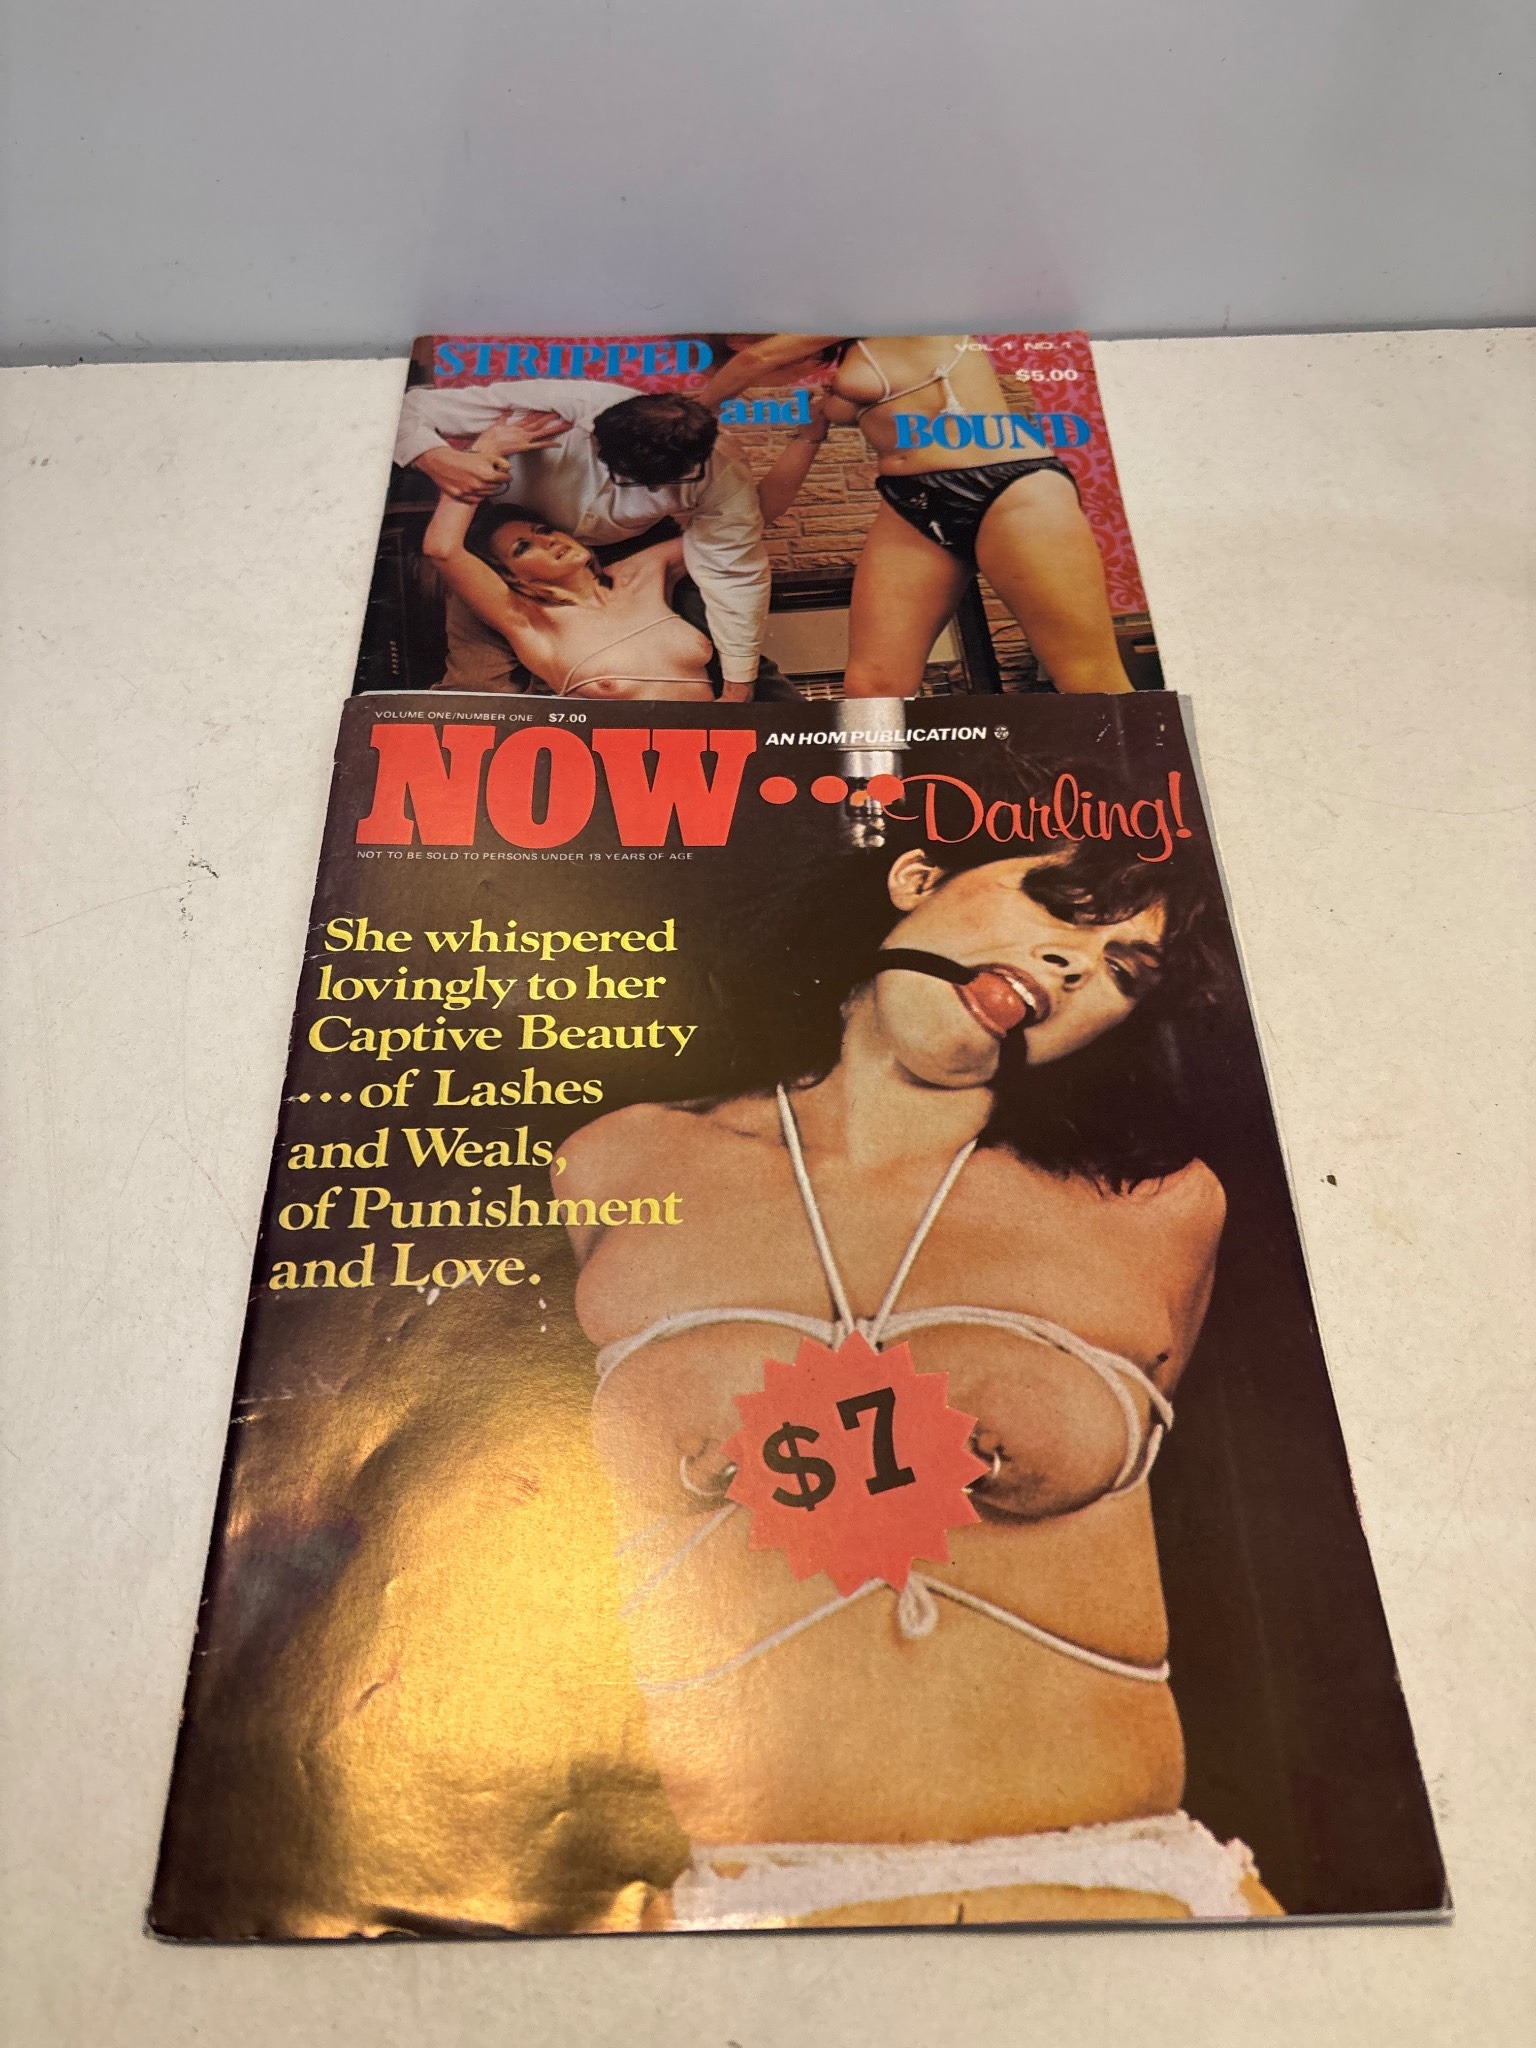 STRIPPED
and
BOUND
VOL. 1 NO. 1
$5.00
VOLUME ONE/NUMBER ONE $7.00
AN HOM PUBLICATION
NOW... Darling!
NOT TO BE SOLD TO PERSONS UNDER 18 YEARS OF AGE
She whispered
lovingly to her
Captive Beauty
...of Lashes
and Weals,
of Punishment
and Love.
$7